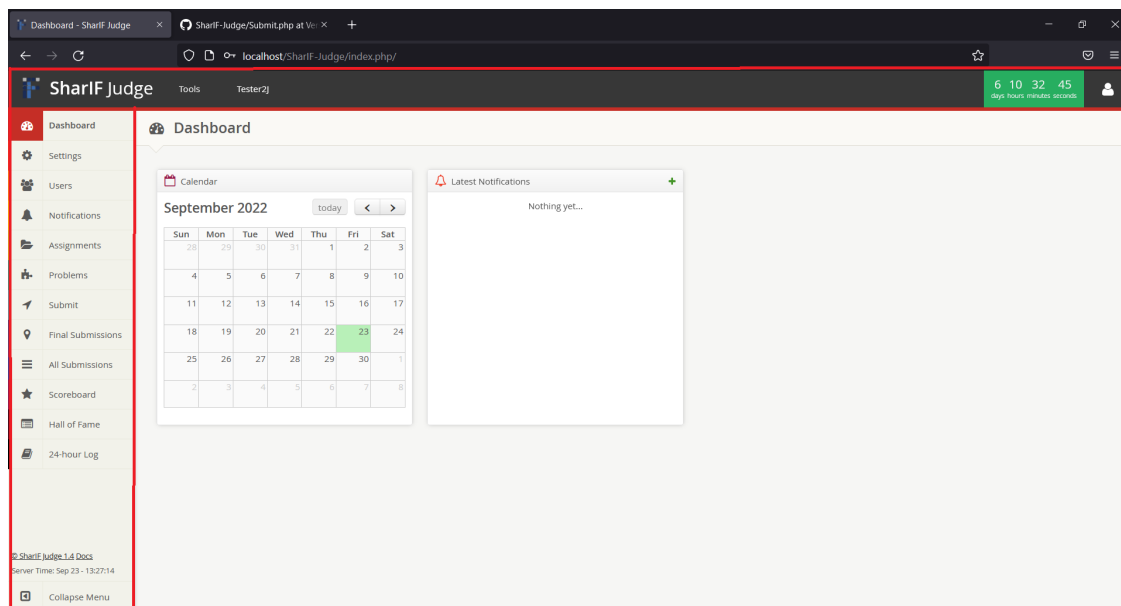 Dashboard - SharIF Judge
SharIF-Judge/Submit.php at Ve
localhost/SharIF-Judge/index.php/
SharIF Judge
Tools
Tester2J
6 10 32 45
days hours minutes seconds
Dashboard
Settings
Users
Notifications
Assignments
Problems
Submit
Final Submissions
All Submissions
Scoreboard
Hall of Fame
24-hour Log
© SharIF Judge 1.4 Docs
Server Time: Sep 23 - 13:27:14
Collapse Menu
Dashboard
Calendar
September 2022
today
Sun Mon Tue Wed Thu Fri Sat
28 29 30 31 1 2 3
4 5 6 7 8 9 10
11 12 13 14 15 16 17
18 19 20 21 22 23 24
25 26 27 28 29 30 1
2 3 4 5 6 7 8
Latest Notifications
Nothing yet...